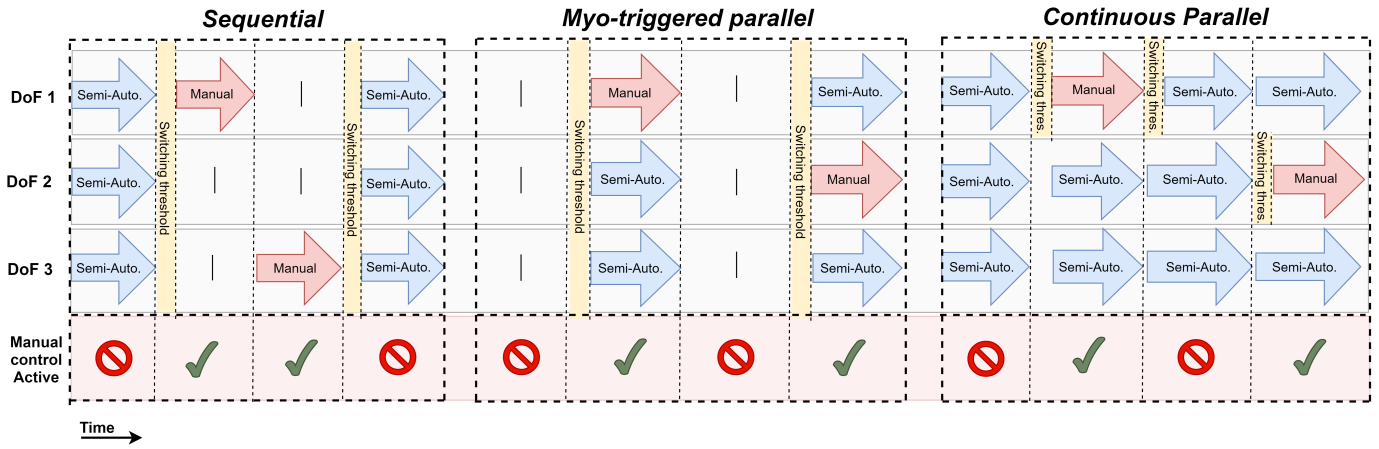 Sequential
Myo-triggered parallel
Continuous Parallel
DoF 1
Semi-Auto.
Manual
Semi-Auto.
Manual
Semi-Auto.
Semi-Auto.
Switching thres.
Manual
Switching thres.
Semi-Auto.
Semi-Auto.
Switching threshold
Switching threshold
Switching threshold
Switching threshold
DoF 2
Semi-Auto.
Semi-Auto.
Semi-Auto.
Manual
Semi-Auto.
Semi-Auto.
Semi-Auto.
Switching thres.
Manual
DoF 3
Semi-Auto.
Manual
Semi-Auto.
Semi-Auto.
Semi-Auto.
Semi-Auto.
Semi-Auto.
Semi-Auto.
Semi-Auto.
Manual
control
Active
Time